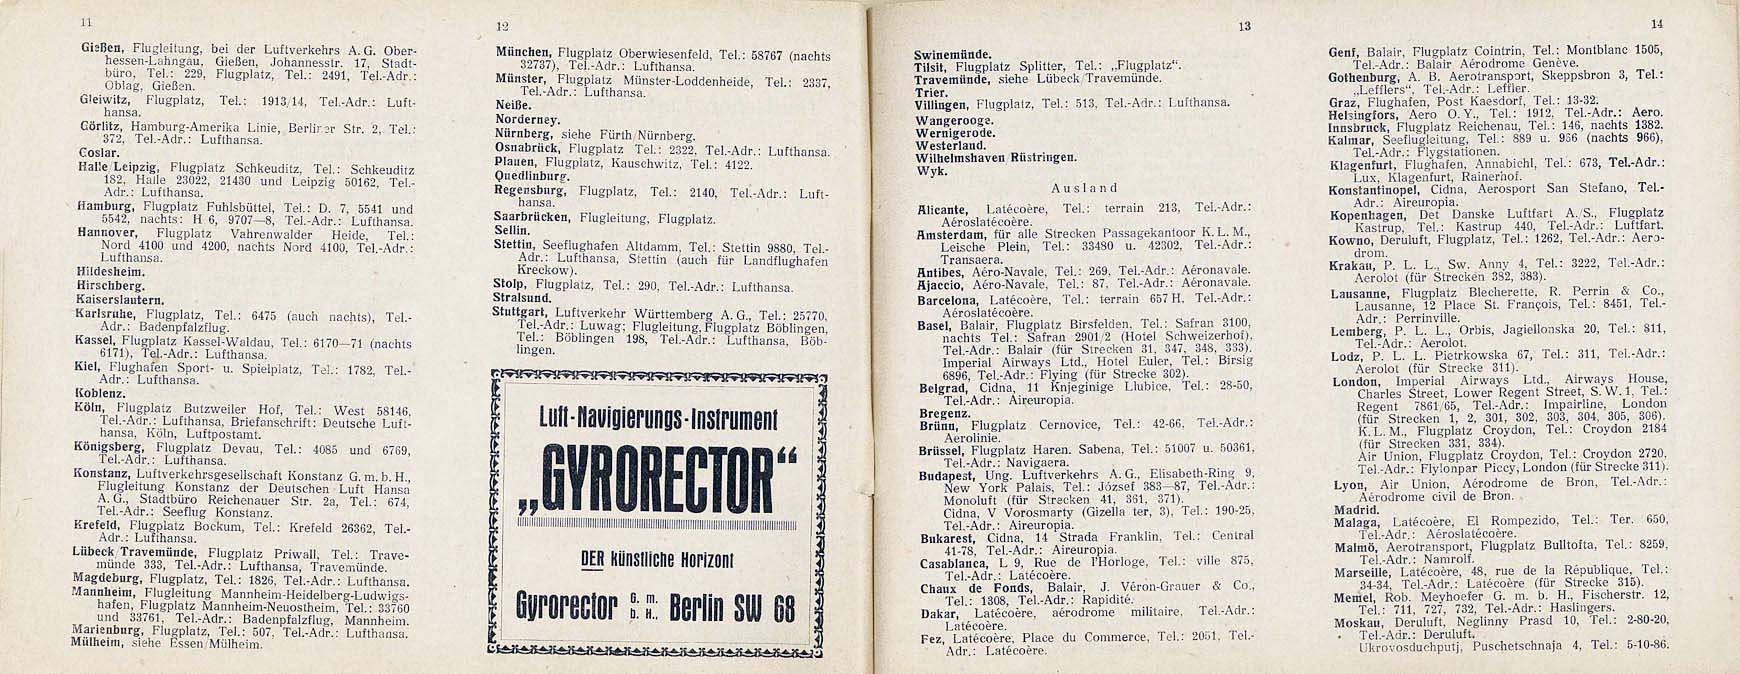 11
Gießen, Flugleitung, bei der Luftverkehrs A. G. Ober-
hessen-Lahngau, Gießen, Johannesstr. 17, Stadt-
büro, Tel.: 229, Flugplatz, Tel.: 2491, Tel.-Adr.:
Oblag, Gießen.
Gleiwitz, Flugplatz, Tel.: 1913/14, Tel.-Adr.: Luft-
hansa.
Görlitz, Hamburg-Amerika Linie, Berliner Str. 2, Tel.:
372, Tel.-Adr.: Lufthansa.
Goslar.
Halle/Leipzig, Flugplatz Schkeuditz, Tel.: Schkeuditz
182, Halle 23022, 21430 und Leipzig 50162, Tel.-
Adr.: Lufthansa.
Hamburg, Flugplatz Fuhlsbüttel, Tel.: D. 7, 5541 und
5542, nachts: H 6, 9707—8, Tel.-Adr.: Lufthansa.
Hannover, Flugplatz Vahrenwalder Heide, Tel.:
Nord 4100 und 4200, nachts Nord 4100, Tel.-Adr.:
Lufthansa.
Hildesheim.
Hirschberg.
Kaiserslautern.
Karlsruhe, Flugplatz, Tel.: 6475 (auch nachts), Tel.-
Adr.: Badenpfalzflug.
Kassel, Flugplatz Kassel-Waldau, Tel.: 6170—71 (nachts
6171), Tel.-Adr.: Lufthansa.
Kiel, Flughafen Sport- u. Spielplatz, Tel.: 1782, Tel.-
Adr.: Lufthansa.
Koblenz.
Köln, Flugplatz Butzweiler Hof, Tel.: West 58146,
Tel.-Adr.: Lufthansa, Briefanschrift: Deutsche Luft-
hansa, Köln, Luftpostamt.
Königsberg, Flugplatz Devau, Tel.: 4085 und 6769,
Tel.-Adr.: Lufthansa.
Konstanz, Luftverkehrsgesellschaft Konstanz G. m. b. H.,
Flugleitung Konstanz der Deutschen Luft Hansa
A. G., Stadtbüro Reichenauer Str. 2a, Tel.: 674,
Tel.-Adr.: Seeflug Konstanz.
Krefeld, Flugplatz Bockum, Tel.: Krefeld 26362, Tel.-
Adr.: Lufthansa.
Lübeck/Travemünde, Flugplatz Priwall, Tel.: Trave-
münde 333, Tel.-Adr.: Lufthansa, Travemünde.
Magdeburg, Flugplatz, Tel.: 1826, Tel.-Adr.: Lufthansa.
Mannheim, Flugleitung Mannheim-Heidelberg-Ludwigs-
hafen, Flugplatz Mannheim-Neuostheim, Tel.: 33760
und 33761, Tel.-Adr.: Badenpfalzflug, Mannheim.
Marienburg, Flugplatz, Tel.: 507, Tel.-Adr.: Lufthansa.
Mülheim, siehe Essen/Mülheim.
12
München, Flugplatz Oberwiesenfeld, Tel.: 58767 (nachts
32737), Tel.-Adr.: Lufthansa.
Münster, Flugplatz Münster-Loddenheide, Tel.: 2337,
Tel.-Adr.: Lufthansa.
Neiße.
Norderney.
Nürnberg, siehe Fürth/Nürnberg.
Osnabrück, Flugplatz Tel.: 2322, Tel.-Adr.: Lufthansa.
Plauen, Flugplatz, Kauschwitz, Tel.: 4122.
Quedlinburg.
Regensburg, Flugplatz, Tel.: 2140, Tel.-Adr.: Luft-
hansa.
Saarbrücken, Flugleitung, Flugplatz.
Sellin.
Stettin, Seeflughafen Altdamm, Tel.: Stettin 9880, Tel.-
Adr.: Lufthansa, Stettin (auch für Landflughafen
Kreckow).
Stolp, Flugplatz, Tel.: 290, Tel.-Adr.: Lufthansa.
Stralsund.
Stuttgart, Luftverkehr Württemberg A. G., Tel.: 25770,
Tel.-Adr.: Luwag; Flugleitung, Flugplatz Böblingen,
Tel.: Böblingen 198, Tel.-Adr.: Lufthansa, Böb-
lingen.
Luft-Navigierungs-Instrument
„GYRORECTOR“
DER künstliche Horizont
Gyrorector G. m. b. H., Berlin SW 68
13
Swinemünde.
Tilsit, Flugplatz Splitter, Tel.: „Flugplatz“.
Travemünde, siehe Lübeck/Travemünde.
Trier.
Villingen, Flugplatz, Tel.: 513, Tel.-Adr.: Lufthansa.
Wangerooge.
Wernigerode.
Westerland.
Wilhelmshaven/Rüstringen.
Wyk.
Ausland
Alicante, Latécoère, Tel.: terrain 213, Tel.-Adr.:
Aéroslatécoère.
Amsterdam, für alle Strecken Passagekantoor K. L. M.,
Leische Plein, Tel.: 33480 u. 42302, Tel.-Adr.:
Transaera.
Antibes, Aéro-Navale, Tel.: 269, Tel.-Adr.: Aéronavale.
Ajaccio, Aéro-Navale, Tel.: 87, Tel.-Adr.: Aéronavale.
Barcelona, Latécoère, Tel.: terrain 657 H. Tel.-Adr.:
Aéroslatécoère.
Basel, Balair, Flugplatz Birsfelden, Tel.: Safran 3100,
nachts Tel.: Safran 2901/2 (Hotel Schweizerhof),
Tel.-Adr.: Balair (für Strecken 31, 347, 348, 333).
Imperial Airways Ltd., Hotel Euler, Tel.: Birsig
6896, Tel.-Adr.: Flying (für Strecke 302).
Belgrad, Cidna, 11 Knjeginige Llubice, Tel.: 28-50,
Tel.-Adr.: Aireuropia.
Bregenz.
Brünn, Flugplatz Cernovice, Tel.: 42-66, Tel.-Adr.:
Aerolinie.
Brüssel, Flugplatz Haren. Sabena, Tel.: 51007 u. 50361,
Tel.-Adr.: Navigaera.
Budapest, Ung. Luftverkehrs A. G., Elisabeth-Ring 9,
New York Palais, Tel.: József 383—87, Tel.-Adr.:
Monoluft (für Strecken 41, 361, 371).
Cidna, V Vorosmarty (Gizella ter, 3), Tel.: 190-25,
Tel.-Adr.: Aireuropia.
Bukarest, Cidna, 14 Strada Franklin, Tel.: Central
41-78, Tel.-Adr.: Aireuropia.
Casablanca, L 9, Rue de l'Horloge, Tel.: ville 875,
Tel.-Adr.: Latécoère.
Chaux de Fonds, Balair, J. Véron-Grauer & Co.,
Tel.: 1308, Tel.-Adr.: Rapidité.
Dakar, Latécoère, aérodrome militaire, Tel.-Adr.:
Latécoère.
Fez, Latécoère, Place du Commerce, Tel.: 2051, Tel.-
Adr.: Latécoère.
14
Genf, Balair, Flugplatz Cointrin, Tel.: Montblanc 1505,
Tel.-Adr.: Balair Aérodrome Genève.
Gothenburg, A. B. Aerotransport, Skeppsbron 3, Tel.:
„Lefflers“, Tel.-Adr.: Leffler.
Graz, Flughafen, Post Kaesdorf, Tel.: 13-32.
Helsingfors, Aero O. Y., Tel.: 1912, Tel.-Adr.: Aero.
Innsbruck, Flugplatz Reichenau, Tel.: 146, nachts 1382.
Kalmar, Seeflugleitung, Tel.: 889 u. 956 (nachts 966),
Tel.-Adr.: Flygstationen.
Klagenfurt, Flughafen, Annabichl, Tel.: 673, Tel.-Adr.:
Lux, Klagenfurt, Rainerhof.
Konstantinopel, Cidna, Aerosport San Stefano, Tel.-
Adr.: Aireuropia.
Kopenhagen, Det Danske Luftfart A./S., Flugplatz
Kastrup, Tel.: Kastrup 440, Tel.-Adr.: Luftfart.
Kowno, Deruluft, Flugplatz, Tel.: 1262, Tel.-Adr.: Aero-
drom.
Krakau, P. L. L., Sw. Anny 4, Tel.: 3222, Tel.-Adr.:
Aerolot (für Strecken 382, 383).
Lausanne, Flugplatz Blecherette, R. Perrin & Co.,
Lausanne, 12 Place St. François, Tel.: 8451, Tel.-
Adr.: Perrinville.
Lemberg, P. L. L., Orbis, Jagiellonska 20, Tel.: 811,
Tel.-Adr.: Aerolot.
Lodz, P. L. L. Pietrkowska 67, Tel.: 311, Tel.-Adr.:
Aerolot (für Strecke 311).
London, Imperial Airways Ltd., Airways House,
Charles Street, Lower Regent Street, S. W. 1, Tel.:
Regent 7861/65, Tel.-Adr.: Impairline, London
(für Strecken 1, 2, 301, 302, 303, 304, 305, 306).
K. L. M., Flugplatz Croydon, Tel.: Croydon 2184
(für Strecken 331, 334).
Air Union, Flugplatz Croydon, Tel.: Croydon 2720,
Tel.-Adr.: Flylonpar Piccy, London (für Strecke 311).
Lyon, Air Union, Aérodrome de Bron, Tel.-Adr.:
Aérodrome civil de Bron.
Madrid.
Malaga, Latécoère, El Rompezido, Tel.: Ter. 650,
Tel.-Adr.: Aéroslatécoère.
Malmö, Aerotransport, Flugplatz Bulltofta, Tel.: 8259,
Tel.-Adr.: Namrolf.
Marseille, Latécoère, 48, rue de la République, Tel.:
34-34, Tel.-Adr.: Latécoère (für Strecke 315).
Memel, Rob. Meyhoefer G. m. b. H., Fischerstr. 12,
Tel.: 711, 727, 732, Tel.-Adr.: Haslingers.
Moskau, Deruluft, Neglinny Prasd 10, Tel.: 2-80-20,
Tel.-Adr.: Deruluft.
Ukrovosduchputj, Puschetschnaja 4, Tel.: 5-10-86.